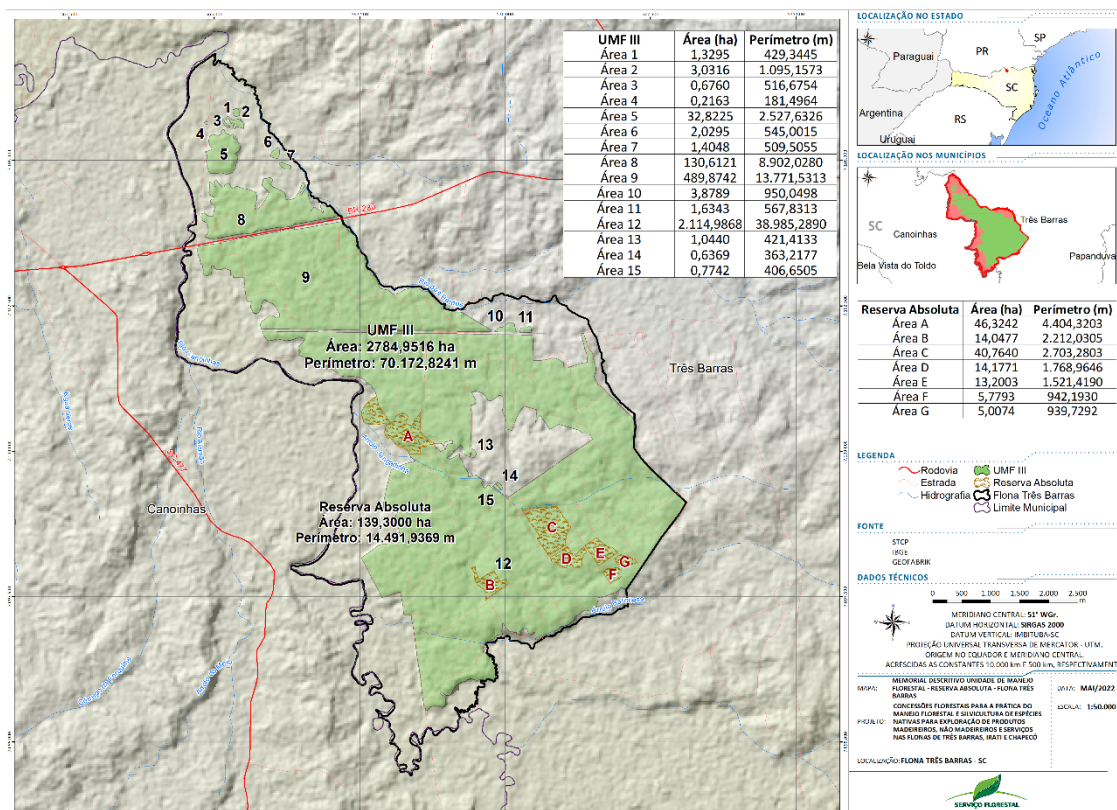 UMF III Área (ha) Perímetro (m)
Área 1 1,3295 429,3445
Área 2 3,0316 1.095,1573
Área 3 0,6760 516,6754
Área 4 0,2163 181,4964
Área 5 32,8225 2.527,6326
Área 6 2,0295 545,0015
Área 7 1,4048 509,5055
Área 8 130,6121 8.902,0280
Área 9 489,8742 13.771,5313
Área 10 3,8789 950,0498
Área 11 1,6343 567,8313
Área 12 2.114,9868 38.985,2890
Área 13 1,0440 421,4133
Área 14 0,6369 363,2177
Área 15 0,7742 406,6505
1
2
3
4
5
6
7
8
BR-280
9
10
11
UMF III
Área: 2784,9516 ha
Perímetro: 70.172,8241 m
Rio Canoinhas
Três Barras
A
13
14
15
SC-477
Canoinhas
Reserva Absoluta
Área: 139,3000 ha
Perímetro: 14.491,9369 m
C
D
E
G
F
12
B
LOCALIZAÇÃO NO ESTADO
Paraguai
PR
SP
SC
Argentina
RS
Uruguai
Oceano Atlântico
LOCALIZAÇÃO NOS MUNICÍPIOS
SC
Três Barras
Canoinhas
Papanduva
Bela Vista do Toldo
Reserva Absoluta Área (ha) Perímetro (m)
Área A 46,3242 4.404,3203
Área B 14,0477 2.212,0305
Área C 40,7640 2.703,2803
Área D 14,1771 1.768,9646
Área E 13,2003 1.521,4190
Área F 5,7793 942,1930
Área G 5,0074 939,7292
LEGENDA
Rodovia
Estrada
Hidrografia
UMF III
Reserva Absoluta
Flona Três Barras
Limite Municipal
FONTE
STCP
IBGE
GEOFABRIK
DADOS TÉCNICOS
0 500 1.000 1.500 2.000 2.500
m
MERIDIANO CENTRAL: 51° WGr.
DATUM HORIZONTAL: SIRGAS 2000
DATUM VERTICAL: IMBITUBA-SC
PROJEÇÃO UNIVERSAL TRANSVERSA DE MERCATOR - UTM.
ORIGEM NO EQUADOR E MERIDIANO CENTRAL.
ACRESCIDAS AS CONSTANTES 10.000 km E 500 km, RESPECTIVAMENT
MAPA: MEMORIAL DESCRITIVO UNIDADE DE MANEJO
FLORESTAL - RESERVA ABSOLUTA - FLONA TRÊS
BARRAS
DATA: MAI/2022
PROJETO: CONCESSÕES FLORESTAIS PARA A PRÁTICA DO
MANEJO FLORESTAL E SILVICULTURA DE ESPÉCIES
NATIVAS PARA EXPLORAÇÃO DE PRODUTOS
MADEIREIROS, NÃO MADEIREIROS E SERVIÇOS
NAS FLONAS DE TRÊS BARRAS, IRATI E CHAPECÓ
ESCALA: 1:50.000
LOCALIZAÇÃO: FLONA TRÊS BARRAS - SC
SERVIÇO FLORESTAL